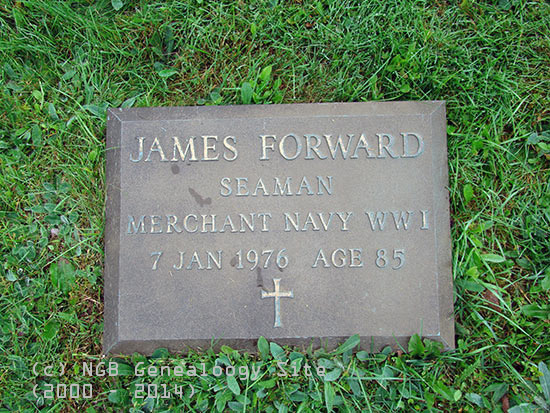 JAMES FORWARD
SEAMAN
MERCHANT NAVY WWI
7 JAN 1976 AGE 85
(c) NGB Genealogy Site
(2000 - 2014)